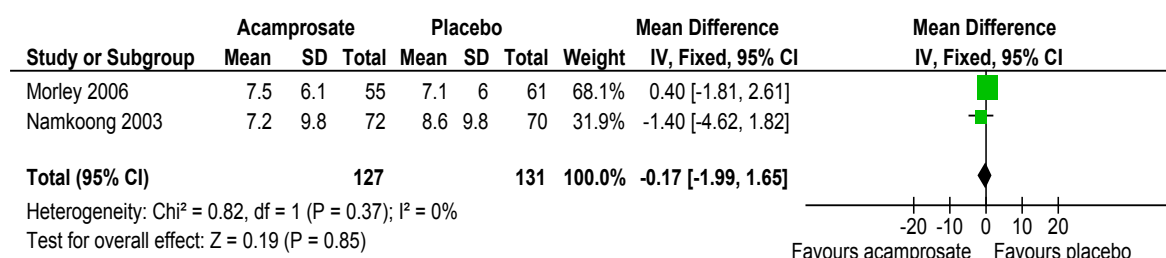 Acamprosate Placebo Mean Difference Mean Difference
Study or Subgroup Mean SD Total Mean SD Total Weight IV, Fixed, 95% CI IV, Fixed, 95% CI
Morley 2006 7.5 6.1 55 7.1 6 61 68.1% 0.40 [-1.81, 2.61]
Namkoong 2003 7.2 9.8 72 8.6 9.8 70 31.9% -1.40 [-4.62, 1.82]
Total (95% CI) 127 131 100.0% -0.17 [-1.99, 1.65]
Heterogeneity: Chi² = 0.82, df = 1 (P = 0.37); I² = 0%
Test for overall effect: Z = 0.19 (P = 0.85)
-20 -10 0 10 20
Favours acamprosate Favours placebo